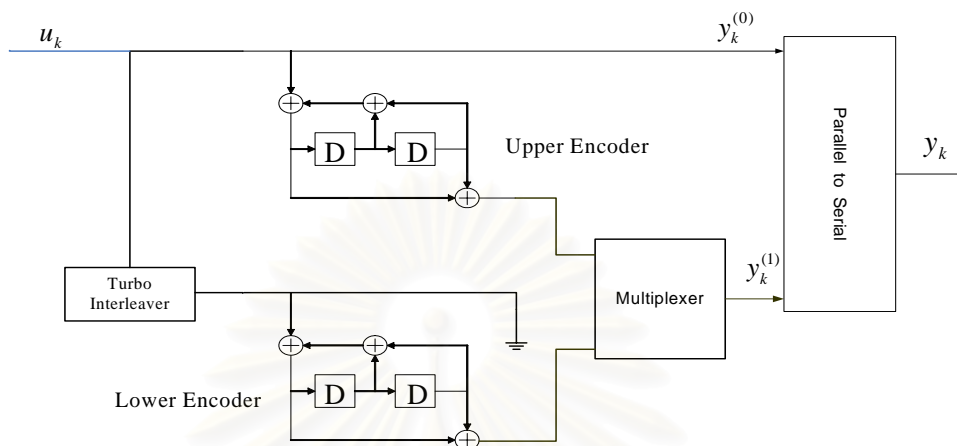 u_k
y_k^{(0)}
D D
Upper Encoder
Parallel to Serial
y_k
Turbo
Interleaver
Multiplexer
y_k^{(1)}
D D
Lower Encoder